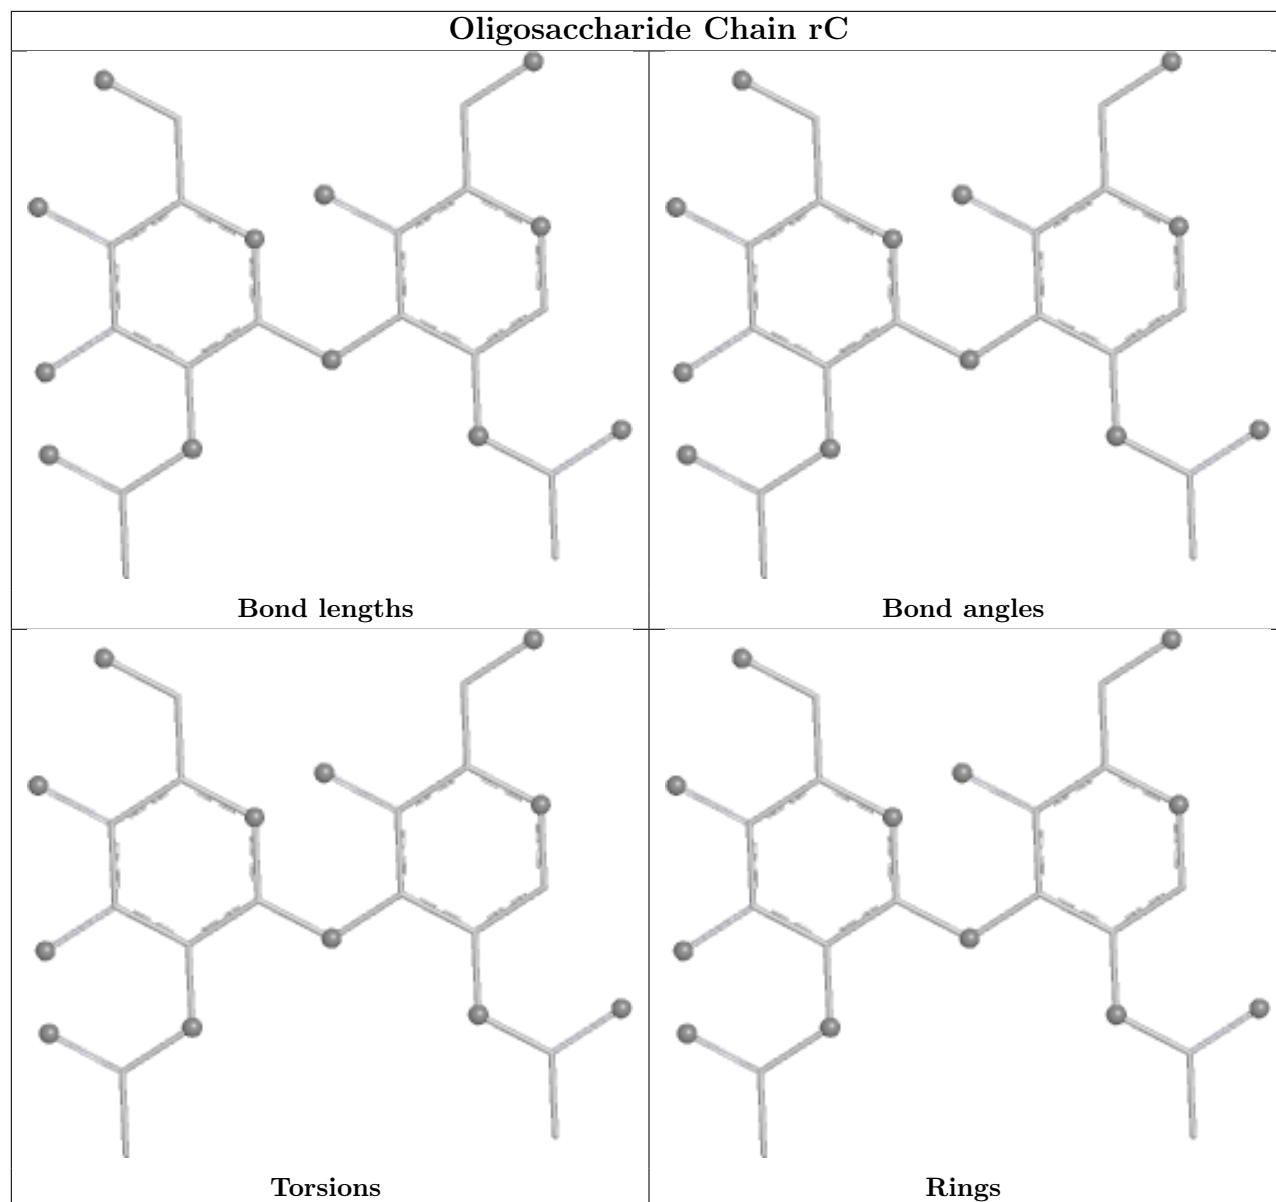 Oligosaccharide Chain rC
Bond lengths
Bond angles
Torsions
Rings